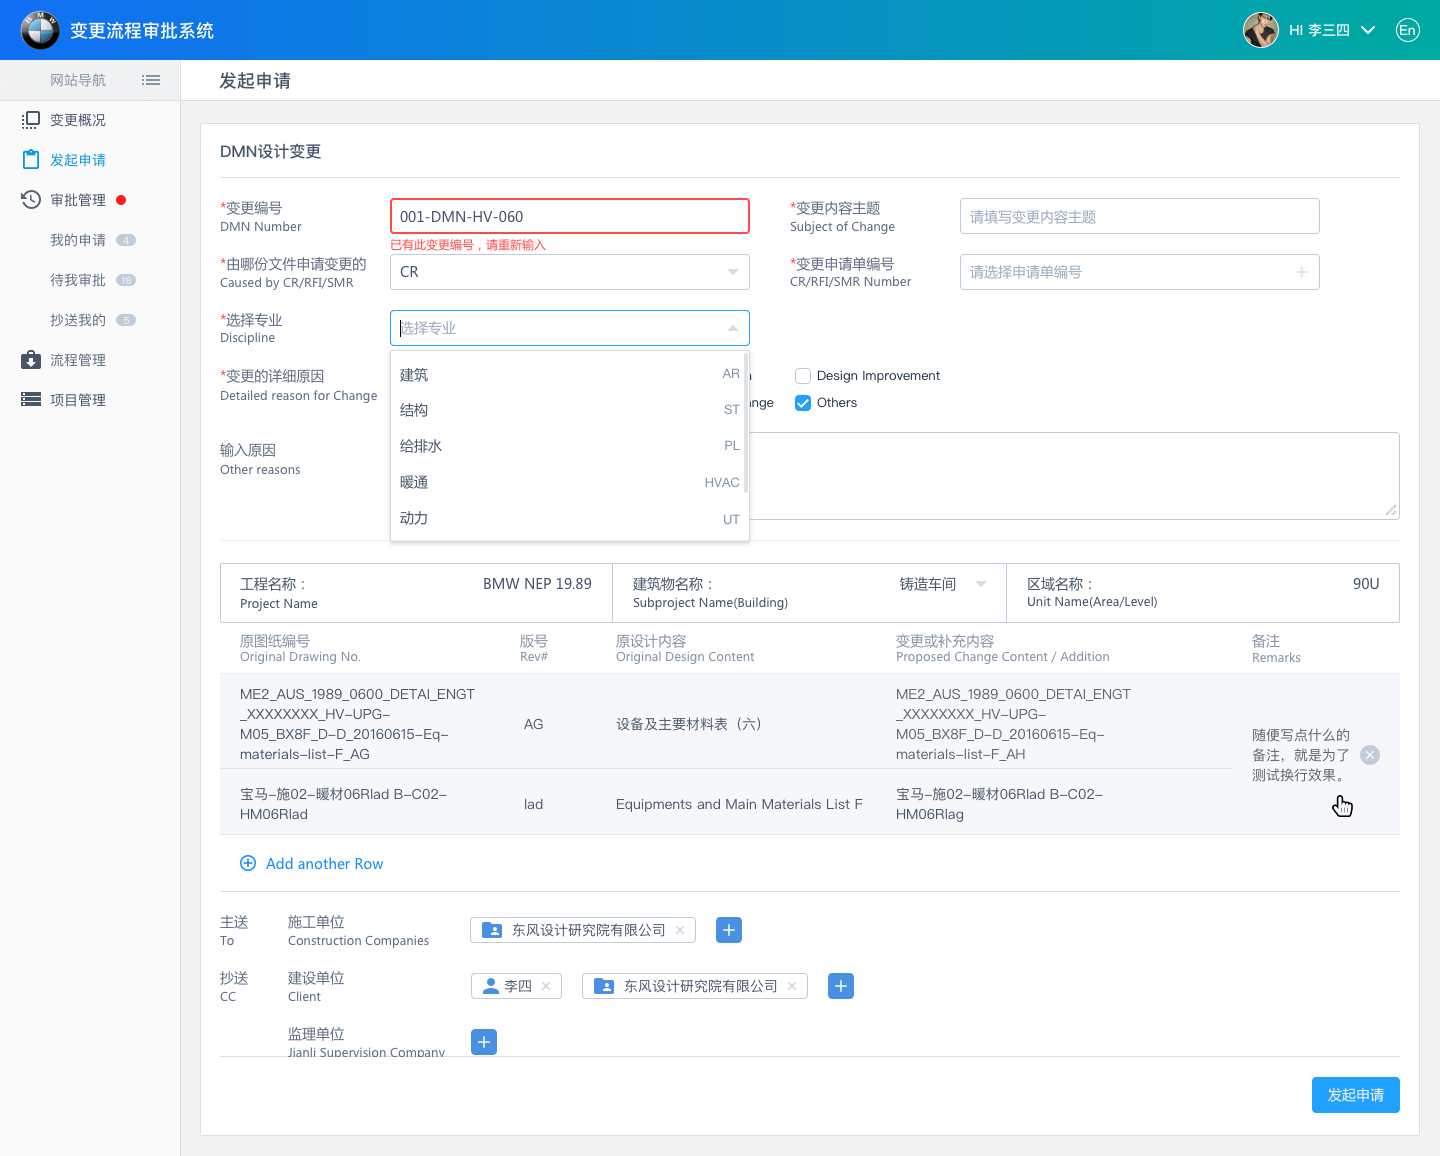 BMW
变更流程审批系统
HI 李三四
En
网站导航
发起申请
变更概况
发起申请
审批管理
我的申请 4
待我审批 18
抄送我的 5
流程管理
项目管理
DMN设计变更
*变更编号
DMN Number
001-DMN-HV-060
已有此变更编号，请重新输入
*变更内容主题
Subject of Change
请填写变更内容主题
*由哪份文件申请变更的
Caused by CR/RFI/SMR
CR
*变更申请单编号
CR/RFI/SMR Number
请选择申请单编号
*选择专业
Discipline
选择专业
建筑 AR
结构 ST
给排水 PL
暖通 HVAC
动力 UT
*变更的详细原因
Detailed reason for Change
Design Improvement
nge
Others
输入原因
Other reasons
工程名称：
Project Name
BMW NEP 19.89
建筑物名称：
Subproject Name(Building)
铸造车间
区域名称：
Unit Name(Area/Level)
90U
原图纸编号
Original Drawing No.
版号
Rev#
原设计内容
Original Design Content
变更或补充内容
Proposed Change Content / Addition
备注
Remarks
ME2_AUS_1989_0600_DETAI_ENGT
_XXXXXXXX_HV-UPG-
M05_BX8F_D-D_20160615-Eq-
materials-list-F_AG
AG
设备及主要材料表（六）
ME2_AUS_1989_0600_DETAI_ENGT
_XXXXXXXX_HV-UPG-
M05_BX8F_D-D_20160615-Eq-
materials-list-F_AH
随便写点什么的
备注，就是为了
测试换行效果。
宝马-施02-暖材06Rlad B-C02-
HM06Rlad
lad
Equipments and Main Materials List F
宝马-施02-暖材06Rlad B-C02-
HM06Rlag
Add another Row
主送
To
施工单位
Construction Companies
东风设计研究院有限公司
抄送
CC
建设单位
Client
李四
东风设计研究院有限公司
监理单位
Jianli Supervision Company
发起申请